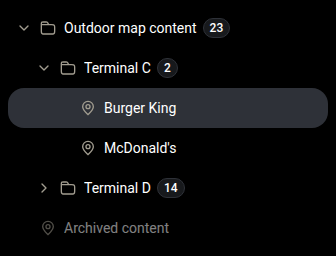 Outdoor map content 23
Terminal C 2
Burger King
McDonald's
Terminal D 14
Archived content